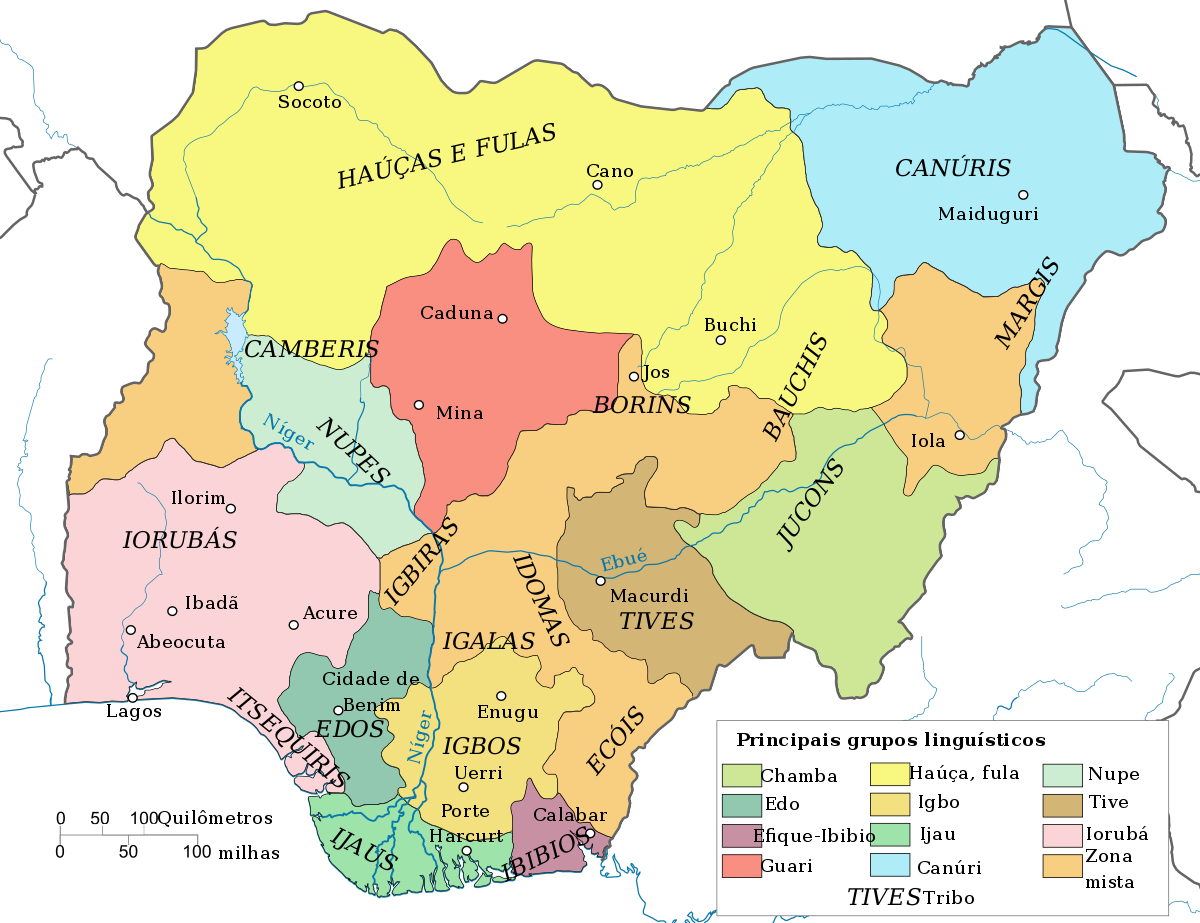 Socoto
HAÚÇAS E FULAS
Cano
CANÚRIS
Maiduguri
MARGIS
Caduna
Buchi
CAMBERIS
BAUCHIS
Jos
BORINS
Mina
Níger
NUPES
Iola
Ilorim
JUCONS
IORUBÁS
IGBIRAS
IDOMAS
Ebué
Macurdi
TIVES
Ibadã
Acure
Abeocuta
IGALAS
Cidade de
Benim
Lagos
ITSEQUIRIS
EDOS
Níger
Enugu
IGBOS
ECÓIS
Uerri
Porte
Harcurt
Calabar
IJAUS
IBIBIOS
0 50 100 Quilômetros
0 50 100 milhas
Principais grupos linguísticos
Chamba
Edo
Efique-Ibibio
Guari
Haúça, fula
Igbo
Ijau
Canúri
Nupe
Tive
Iorubá
Zona
mista
TIVES Tribo